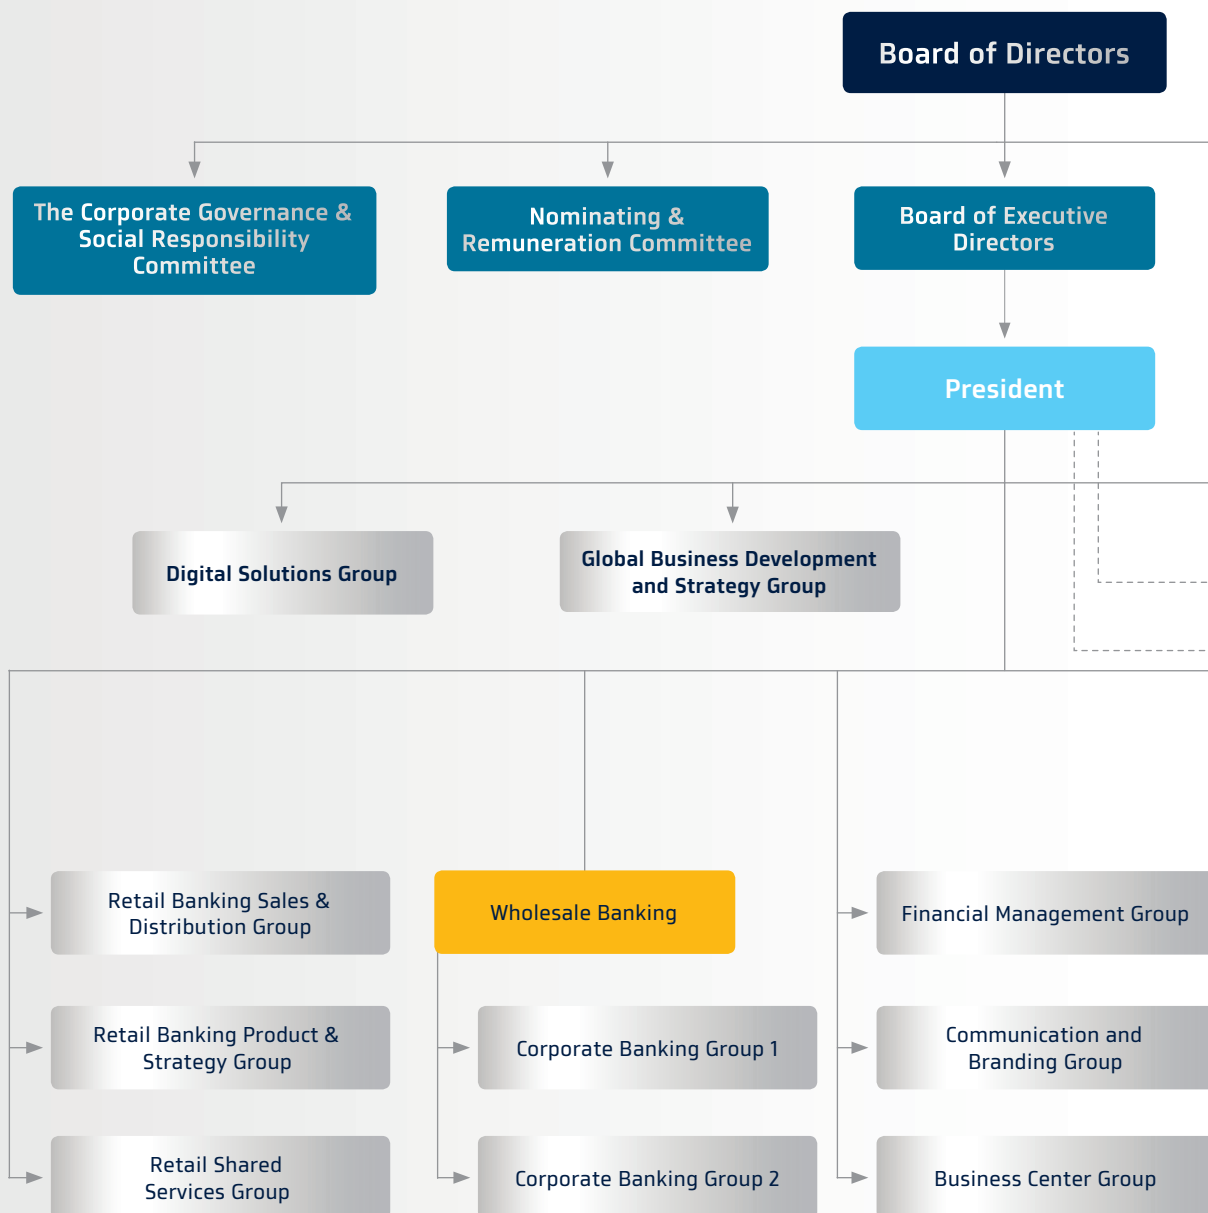 Board of Directors
The Corporate Governance &
Social Responsibility
Committee
Nominating &
Remuneration Committee
Board of Executive
Directors
President
Digital Solutions Group
Global Business Development
and Strategy Group
Retail Banking Sales &
Distribution Group
Wholesale Banking
Financial Management Group
Retail Banking Product &
Strategy Group
Corporate Banking Group 1
Communication and
Branding Group
Retail Shared
Services Group
Corporate Banking Group 2
Business Center Group